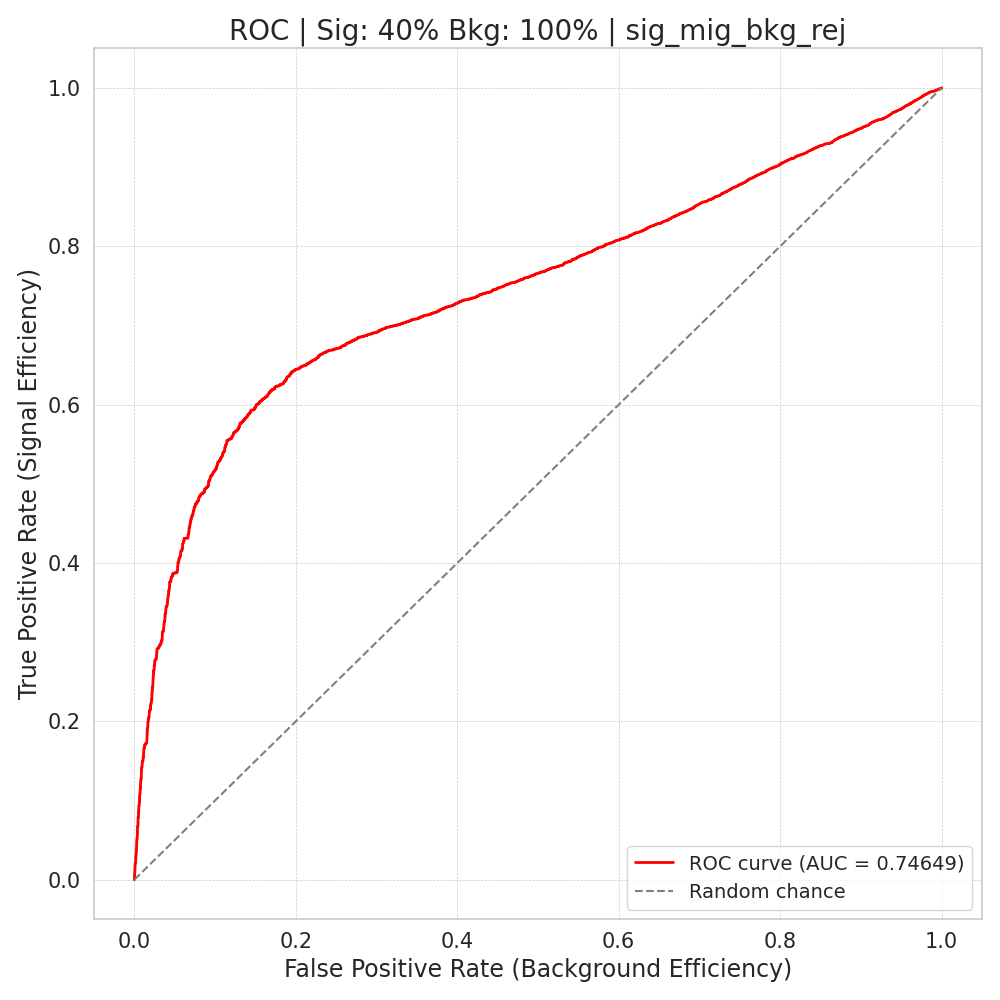 ROC | Sig: 40% Bkg: 100% | sig_mig_bkg_rej
True Positive Rate (Signal Efficiency)
1.0
0.8
0.6
0.4
0.2
0.0
ROC curve (AUC = 0.74649)
Random chance
0.0 0.2 0.4 0.6 0.8 1.0
False Positive Rate (Background Efficiency)